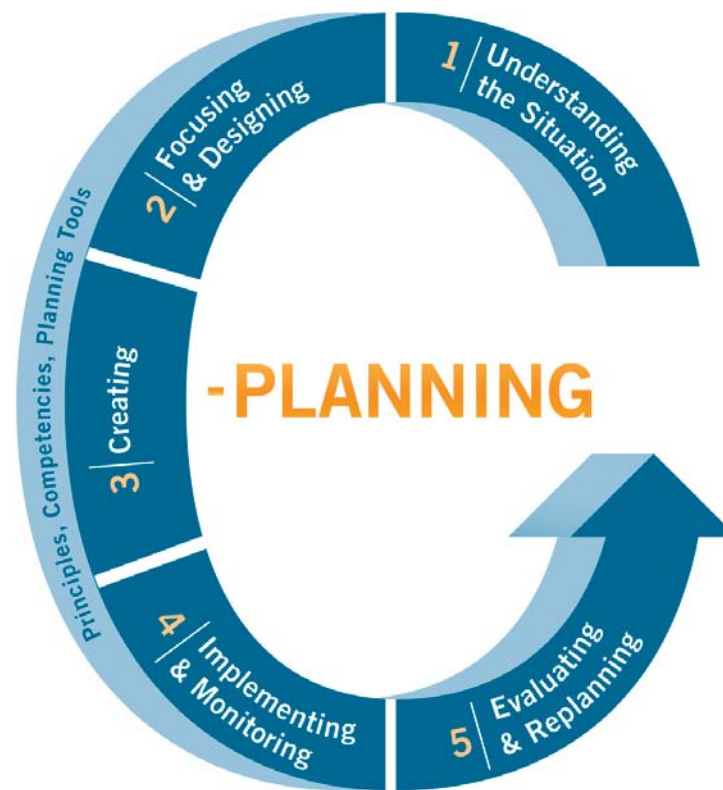 1 Understanding
the Situation
2 Focusing
& Designing
3 Creating
4 Implementing
& Monitoring
5 Evaluating
& Replanning
Principles, Competencies, Planning Tools
-PLANNING